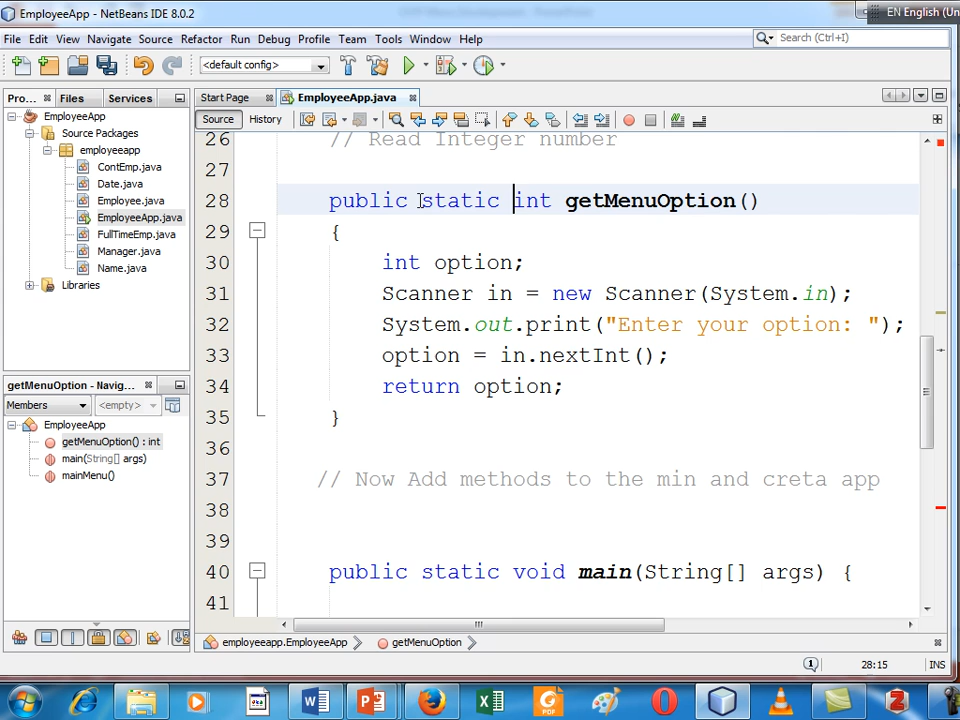 EmployeeApp - NetBeans IDE 8.0.2
EN English (Un
File Edit View Navigate Source Refactor Run Debug Profile Team Tools Window Help
Search (Ctrl+I)
<default config>
Pro... Files Services
Start Page EmployeeApp.java
Source History
EmployeeApp
Source Packages
employeeapp
ContEmp.java
Date.java
Employee.java
EmployeeApp.java
FullTimeEmp.java
Manager.java
Name.java
Libraries
getMenuOption - Navig...
Members <empty>
EmployeeApp
getMenuOption() : int
main(String[] args)
mainMenu()
26 // Read Integer number
27
28 public static int getMenuOption()
29 {
30 int option;
31 Scanner in = new Scanner(System.in);
32 System.out.print("Enter your option: ");
33 option = in.nextInt();
34 return option;
35 }
36
37 // Now Add methods to the min and creta app
38
39
40 public static void main(String[] args) {
41
employeeapp.EmployeeApp getMenuOption
1 28:15 INS